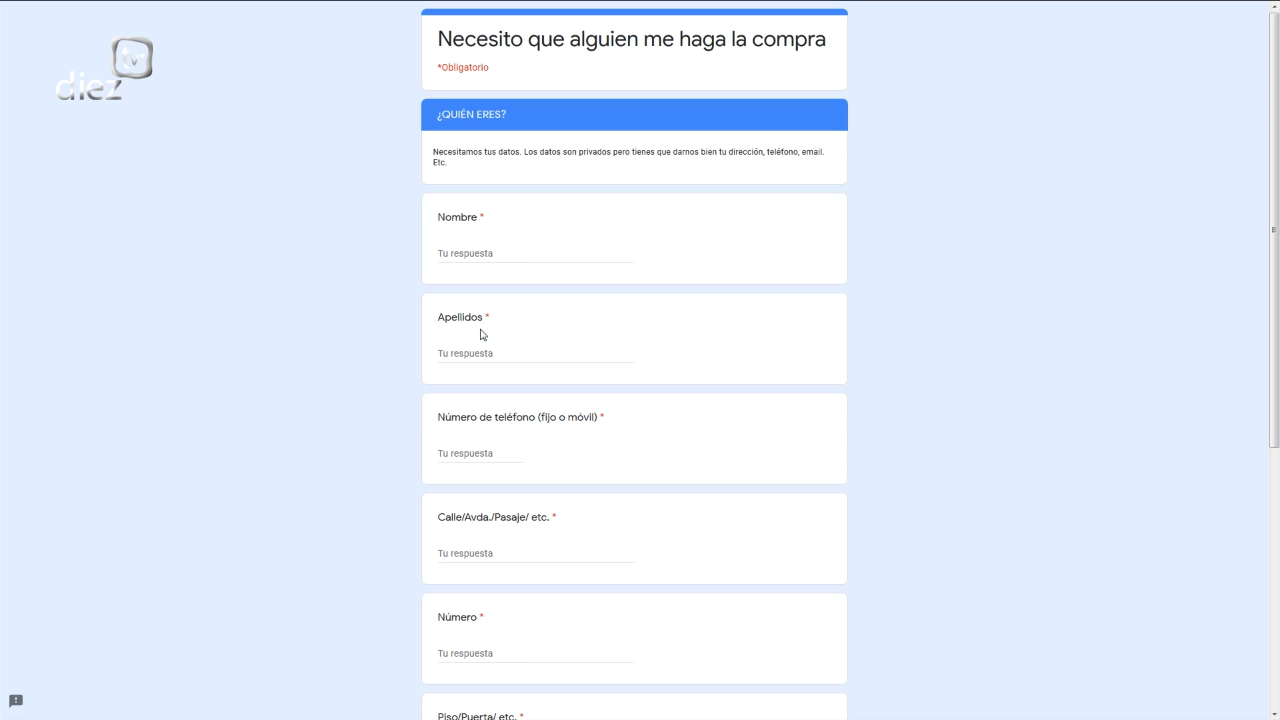 diez
tv
Necesito que alguien me haga la compra
*Obligatorio
¿QUIÉN ERES?
Necesitamos tus datos. Los datos son privados pero tienes que darnos bien tu dirección, teléfono, email.
Etc.
Nombre *
Tu respuesta
Apellidos *
Tu respuesta
Número de teléfono (fijo o móvil) *
Tu respuesta
Calle/Avda./Pasaje/ etc. *
Tu respuesta
Número *
Tu respuesta
Piso/Puerta/ etc. *